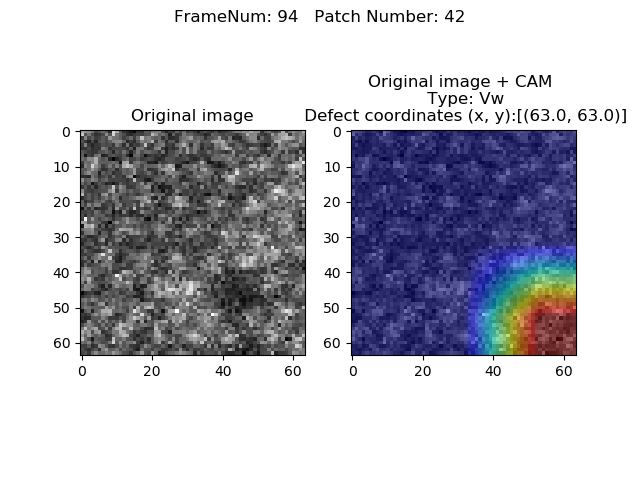 FrameNum: 94   Patch Number: 42
Original image
0
10
20
30
40
50
60
0 20 40 60
Original image + CAM
Type: Vw
Defect coordinates (x, y):[(63.0, 63.0)]
0
10
20
30
40
50
60
0 20 40 60